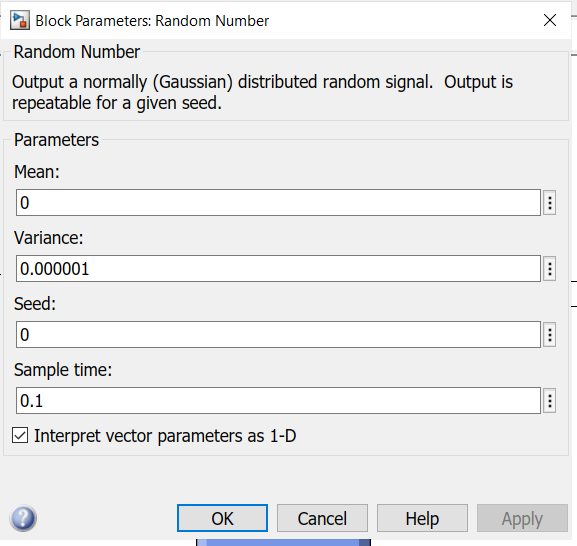 Block Parameters: Random Number
Random Number
Output a normally (Gaussian) distributed random signal.  Output is
repeatable for a given seed.
Parameters
Mean:
0
Variance:
0.000001
Seed:
0
Sample time:
0.1
Interpret vector parameters as 1-D
?
OK Cancel Help Apply